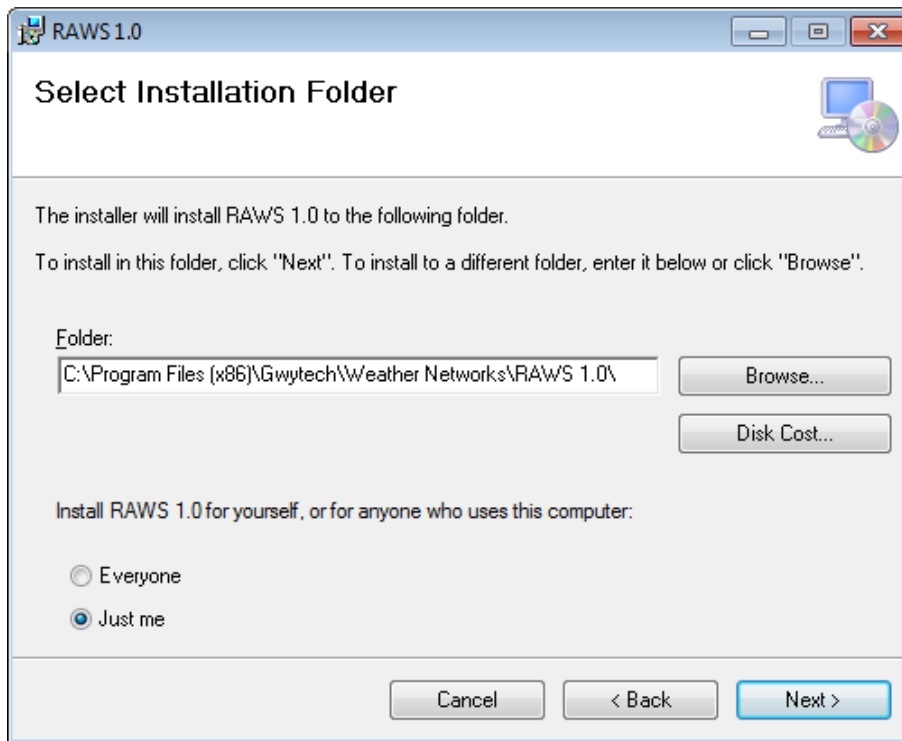 RAWS 1.0
Select Installation Folder
The installer will install RAWS 1.0 to the following folder.
To install in this folder, click "Next". To install to a different folder, enter it below or click "Browse".
Folder:
C:\Program Files (x86)\Gwytech\Weather Networks\RAWS 1.0\
Browse...
Disk Cost...
Install RAWS 1.0 for yourself, or for anyone who uses this computer:
Everyone
Just me
Cancel
< Back
Next >